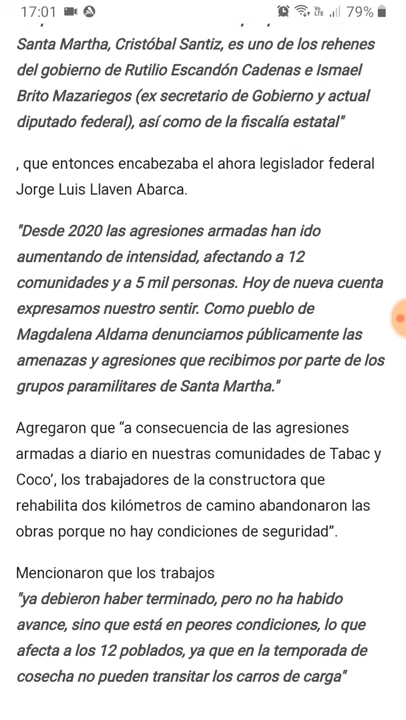 17:01 79%
Santa Martha, Cristóbal Santiz, es uno de los rehenes
del gobierno de Rutilio Escandón Cadenas e Ismael
Brito Mazariegos (ex secretario de Gobierno y actual
diputado federal), así como de la fiscalía estatal"
, que entonces encabezaba el ahora legislador federal
Jorge Luis Llaven Abarca.
"Desde 2020 las agresiones armadas han ido
aumentando de intensidad, afectando a 12
comunidades y a 5 mil personas. Hoy de nueva cuenta
expresamos nuestro sentir. Como pueblo de
Magdalena Aldama denunciamos públicamente las
amenazas y agresiones que recibimos por parte de los
grupos paramilitares de Santa Martha."
Agregaron que “a consecuencia de las agresiones
armadas a diario en nuestras comunidades de Tabac y
Coco’, los trabajadores de la constructora que
rehabilita dos kilómetros de camino abandonaron las
obras porque no hay condiciones de seguridad”.
Mencionaron que los trabajos
"ya debieron haber terminado, pero no ha habido
avance, sino que está en peores condiciones, lo que
afecta a los 12 poblados, ya que en la temporada de
cosecha no pueden transitar los carros de carga"